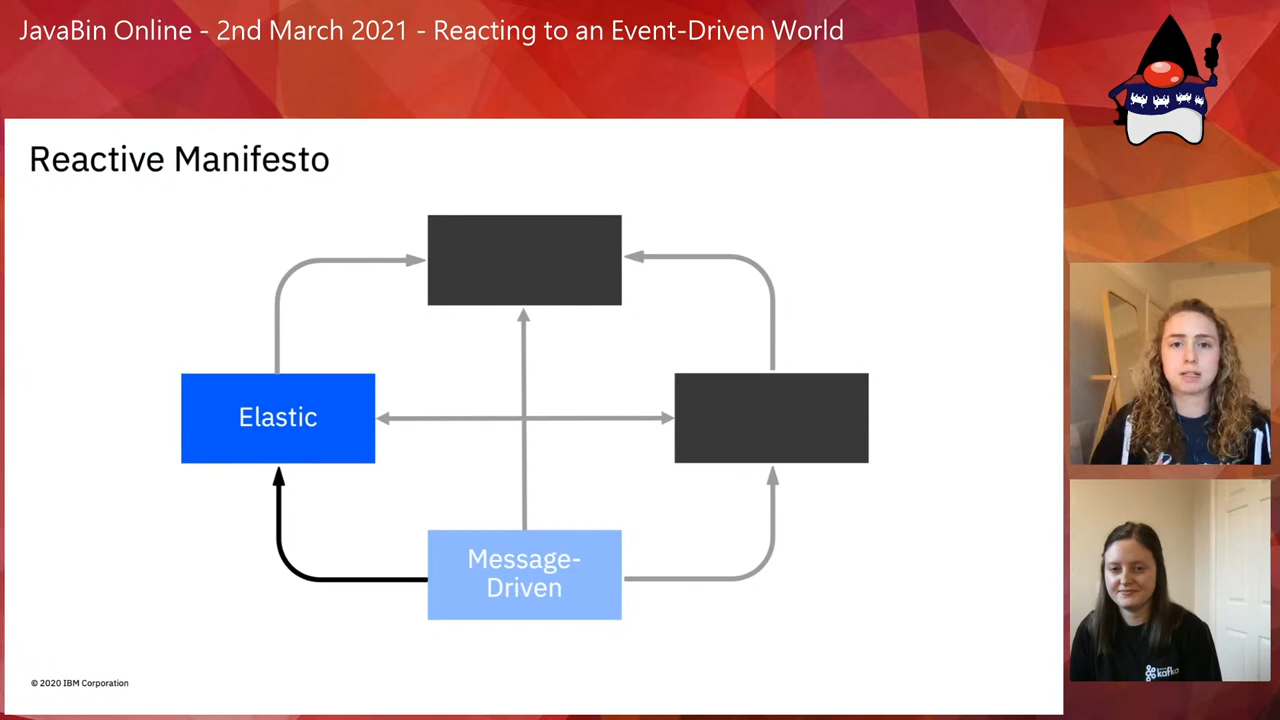 JavaBin Online - 2nd March 2021 - Reacting to an Event-Driven World
Reactive Manifesto
Elastic
Message-
Driven
© 2020 IBM Corporation
kafka